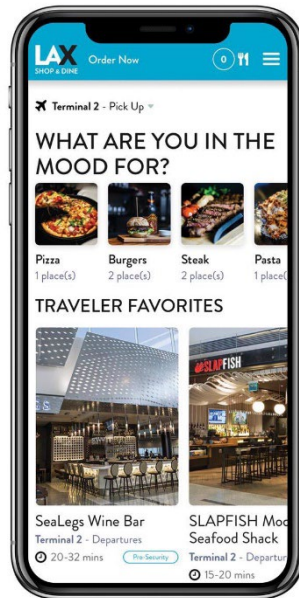 LAX
SHOP & DINE
Order Now
0
Terminal 2 - Pick Up
WHAT ARE YOU IN THE
MOOD FOR?
Pizza
1 place(s)
Burgers
2 place(s)
Steak
2 place(s)
Pasta
1 place(
TRAVELER FAVORITES
SLAPFISH
SeaLegs Wine Bar
Terminal 2 - Departures
20-32 mins
Pre-Security
SLAPFISH Mod
Seafood Shack
Terminal 2 - Departur
15-20 mins